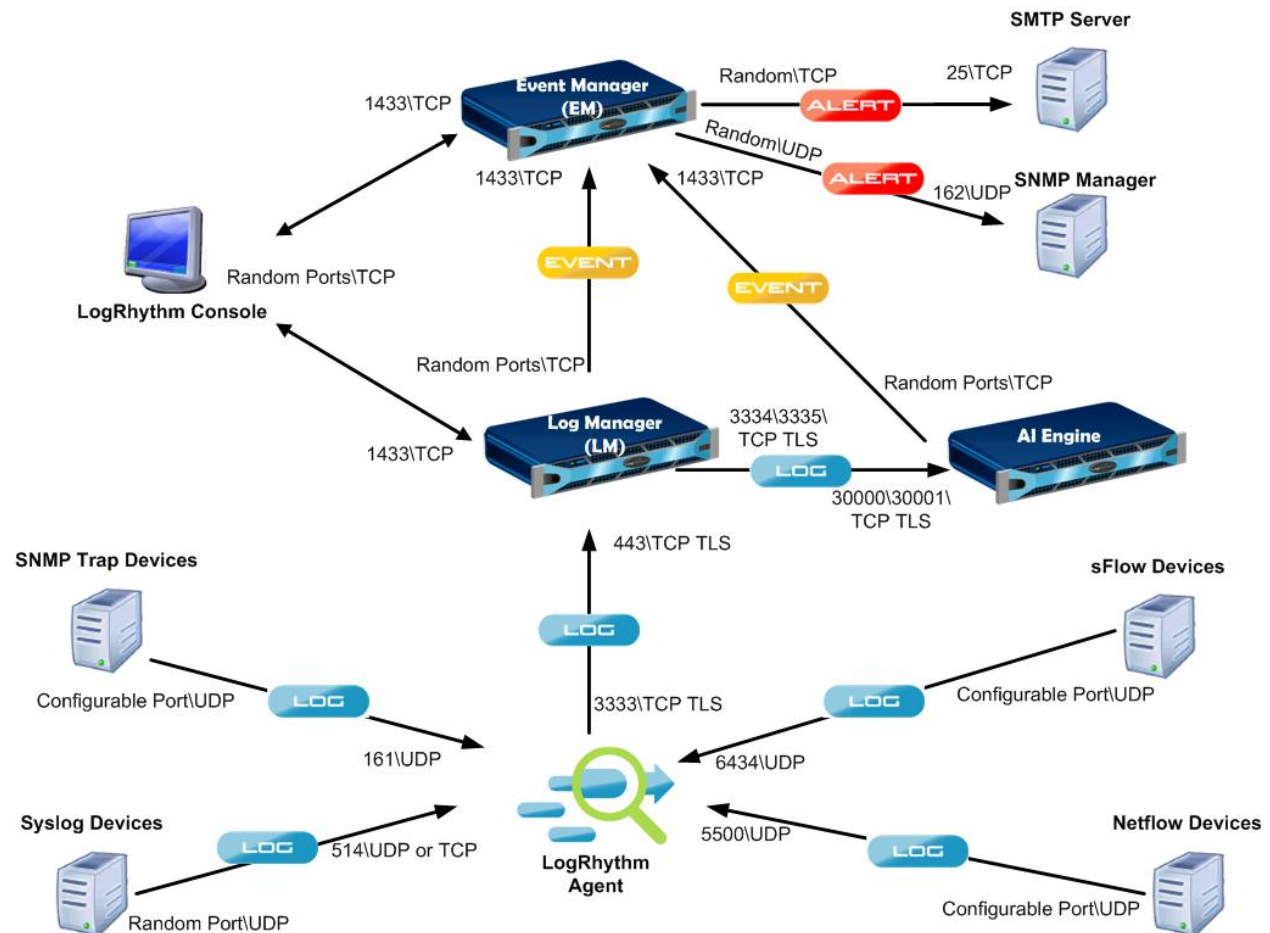 SMTP Server
Event Manager
(EM)
Random\TCP
25\TCP
ALERT
1433\TCP
Random\UDP
ALERT
1433\TCP
1433\TCP
162\UDP
SNMP Manager
EVENT
EVENT
Random Ports\TCP
LogRhythm Console
Random Ports\TCP
Random Ports\TCP
Log Manager
(LM)
3334\3335\
TCP TLS
AI Engine
1433\TCP
LOG
30000\30001\
TCP TLS
443\TCP TLS
SNMP Trap Devices
sFlow Devices
LOG
Configurable Port\UDP
LOG
3333\TCP TLS
LOG
Configurable Port\UDP
161\UDP
6434\UDP
Syslog Devices
LOG
514\UDP or TCP
5500\UDP
LOG
Netflow Devices
LogRhythm
Agent
Random Port\UDP
Configurable Port\UDP